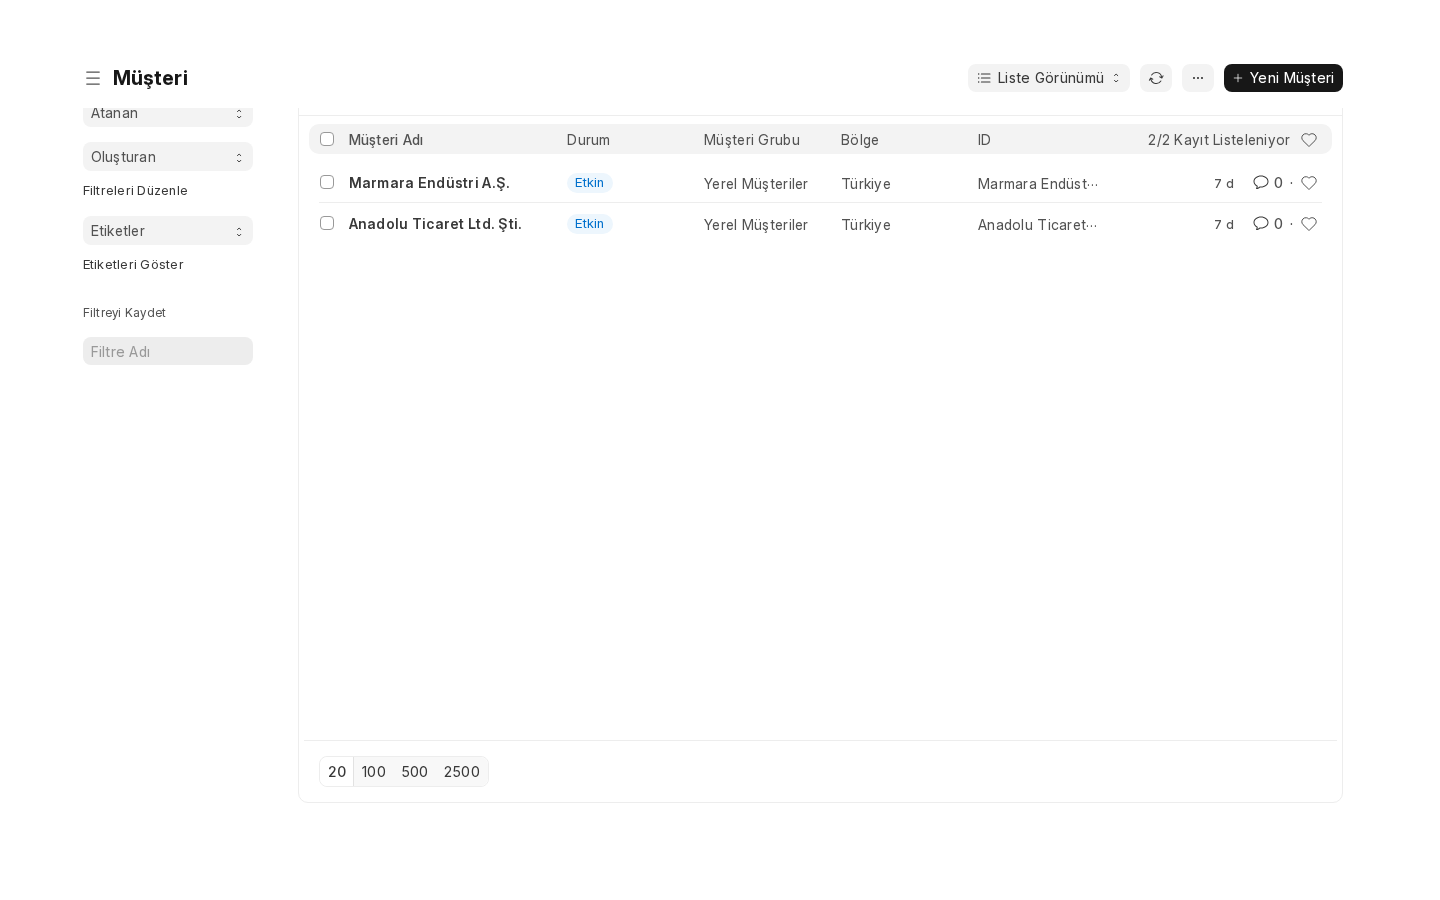 Müşteri
Liste Görünümü
Yeni Müşteri
Atanan
Oluşturan
Filtreleri Düzenle
Etiketler
Etiketleri Göster
Filtreyi Kaydet
Filtre Adı
Müşteri Adı Durum Müşteri Grubu Bölge ID 2/2 Kayıt Listeleniyor
Marmara Endüstri A.Ş. Etkin Yerel Müşteriler Türkiye Marmara Endüst… 7 d 0 ·
Anadolu Ticaret Ltd. Şti. Etkin Yerel Müşteriler Türkiye Anadolu Ticaret… 7 d 0 ·
20 100 500 2500